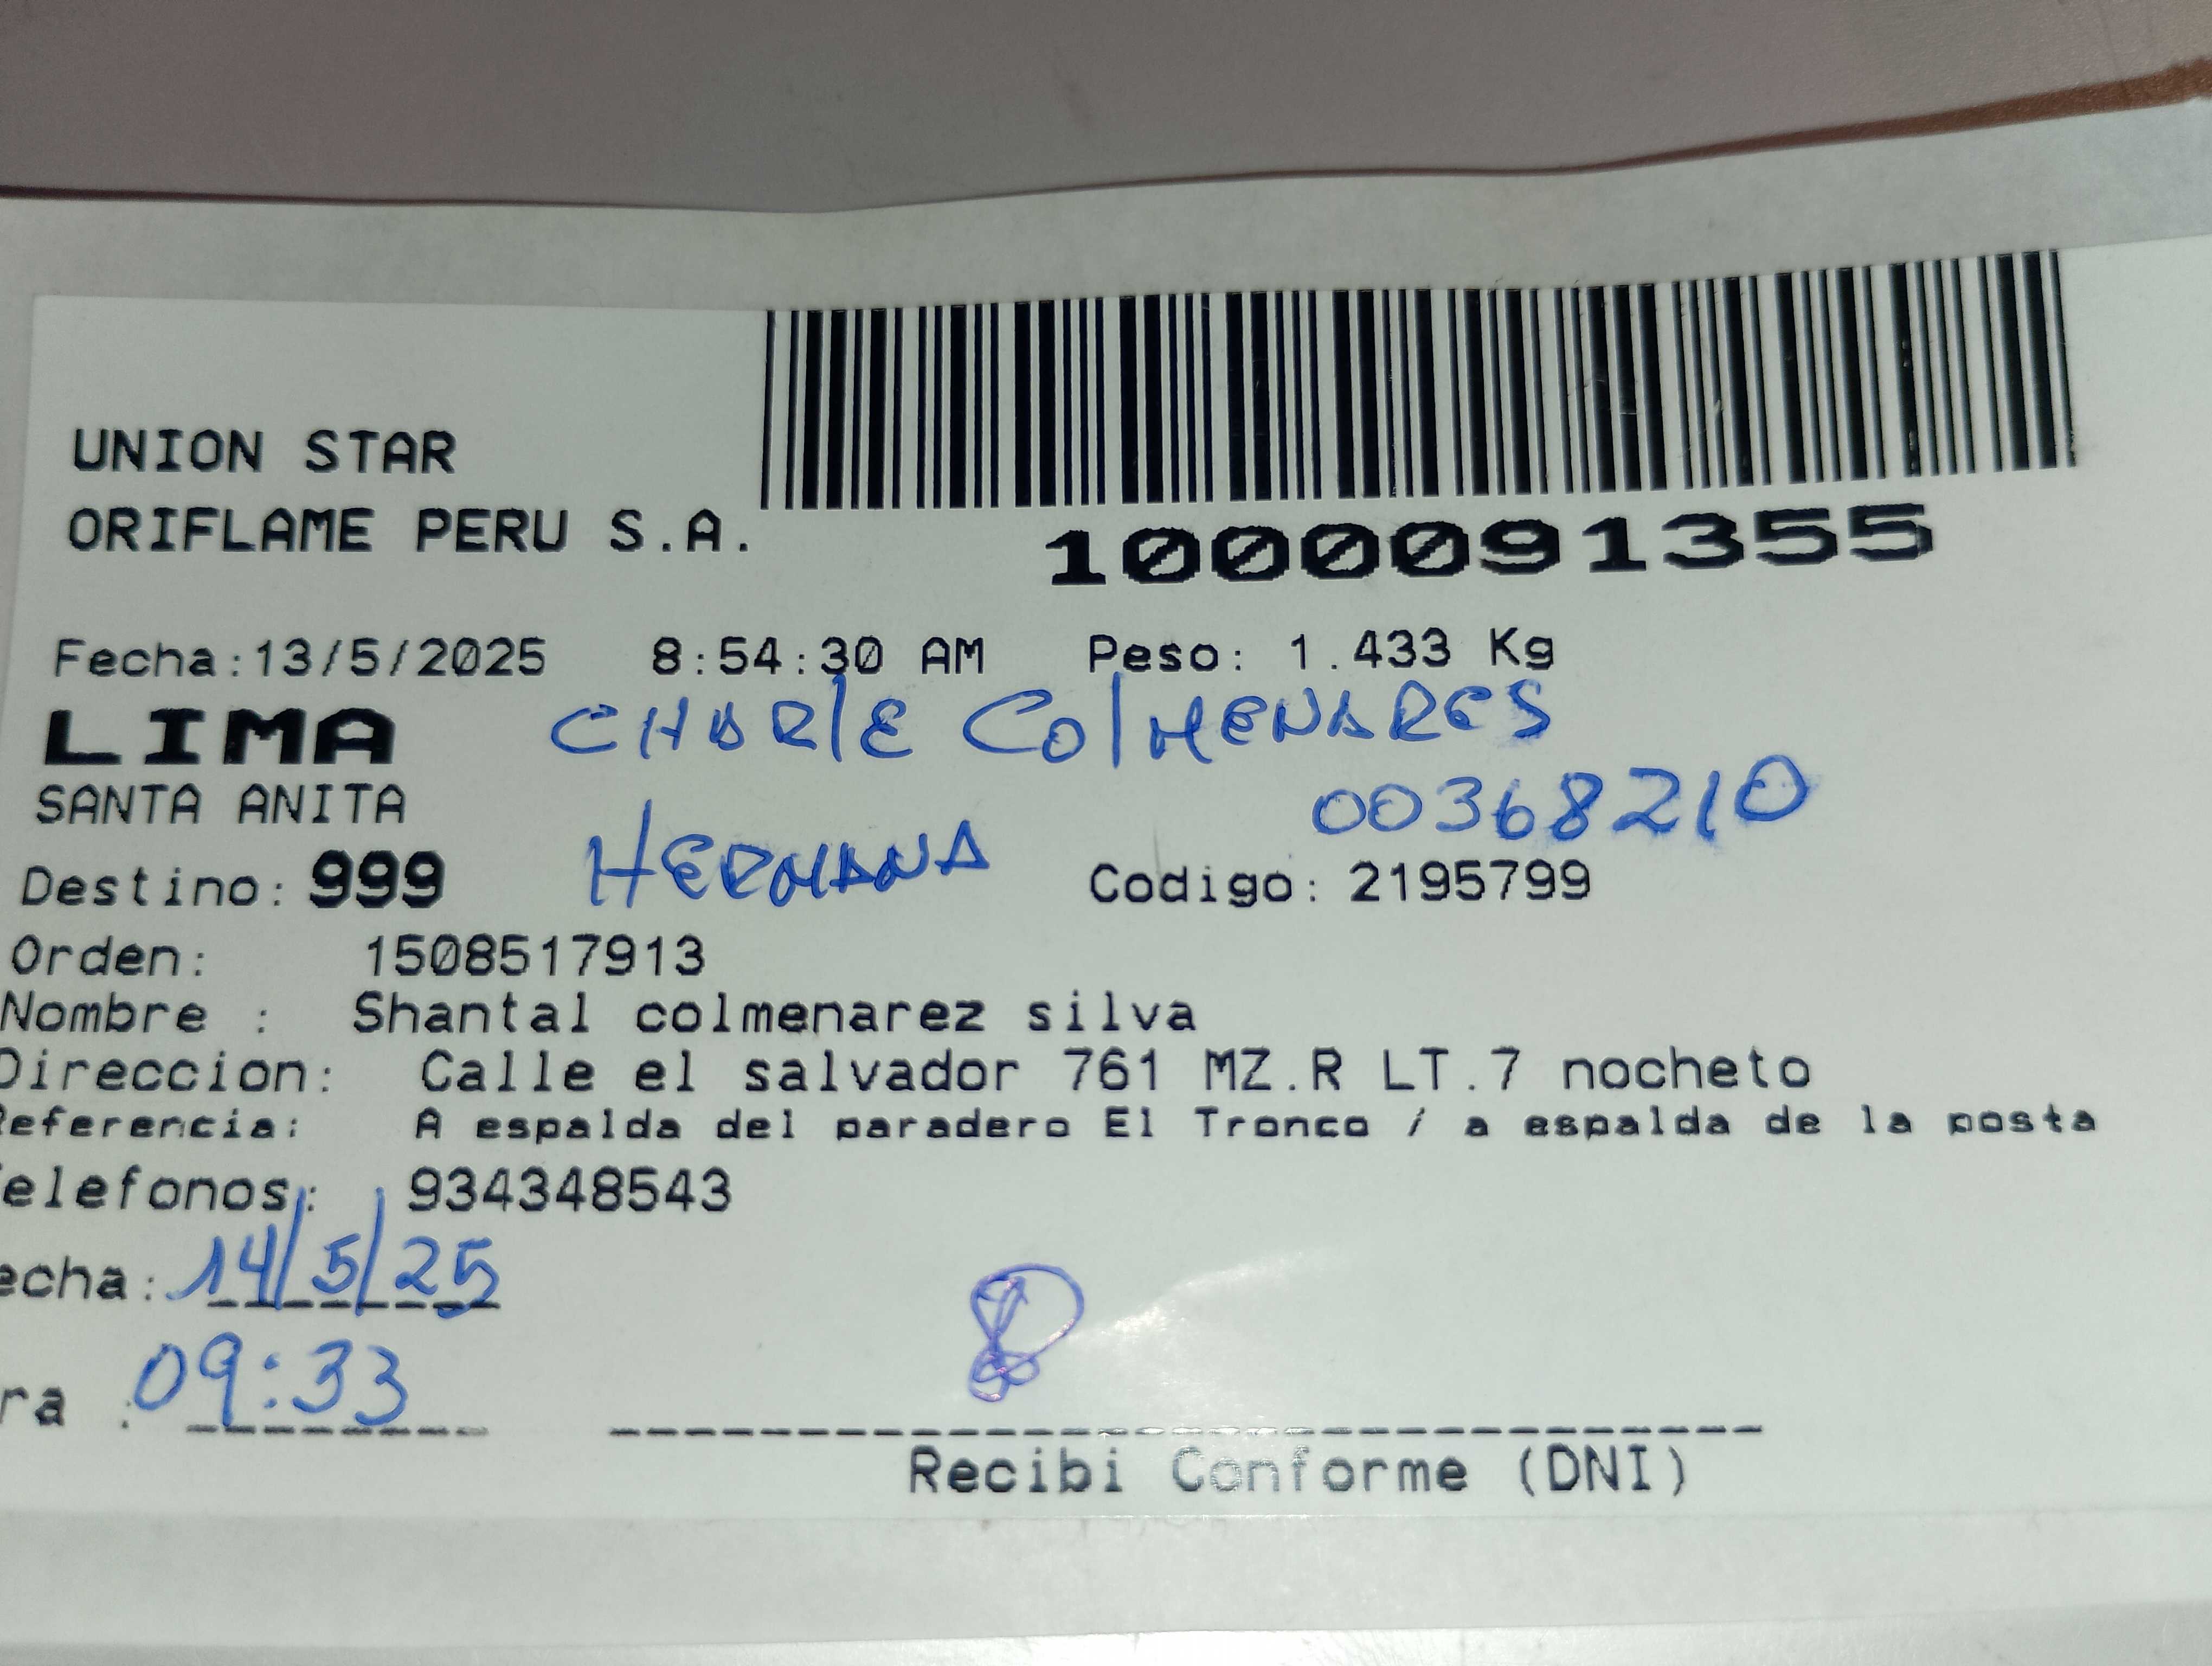 UNION STAR
ORIFLAME PERU S.A.
1000091355
Fecha:13/5/2025 8:54:30 AM Peso: 1.433 Kg
LIMA CHARlE ColMENARES
SANTA ANITA 00368210
Destino: 999 HERMANA Codigo: 2195799
Orden: 1508517913
Nombre : Shantal colmenarez silva
Direccion: Calle el salvador 761 MZ.R LT.7 nocheto
Referencia: A espalda del paradero El Tronco / a espalda de la posta
elefonos: 934348543
echa: 14/5/25
ra : 09:33
Recibi Conforme (DNI)